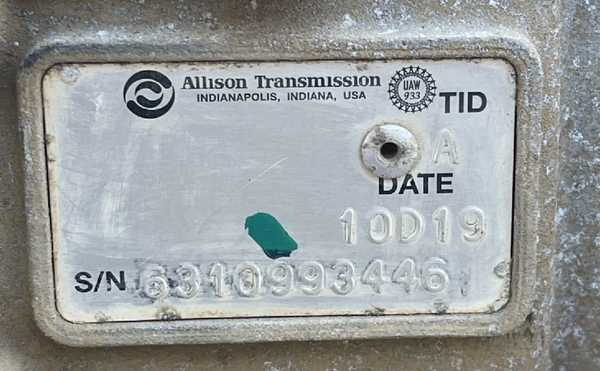 Allison Transmission
INDIANAPOLIS, INDIANA, USA
UAW
933
TID
A
DATE
10D19
S/N 6310993446